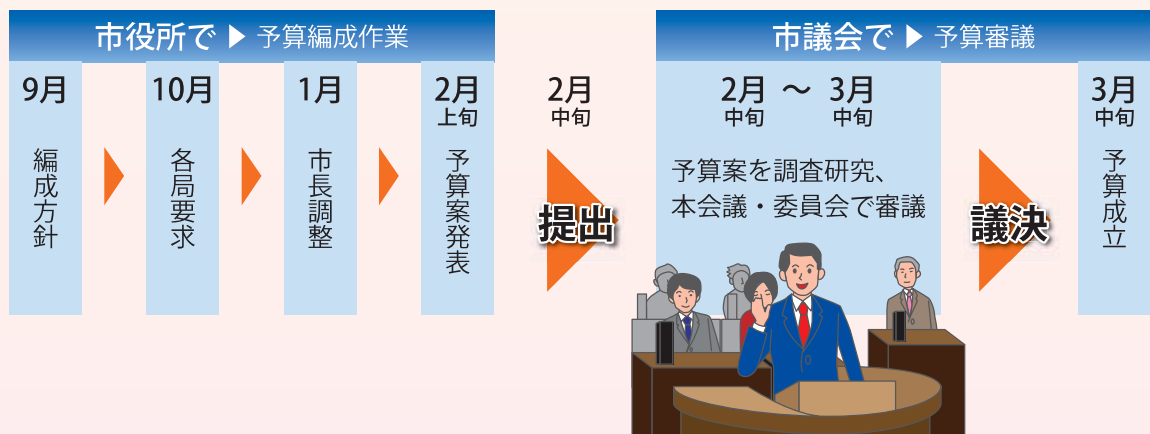 市役所で ▶ 予算編成作業
9月
編成方針
10月
各局要求
1月
市長調整
2月
上旬
予算案発表
2月
中旬
提出
市議会で ▶ 予算審議
2月 ～ 3月
中旬 中旬
予算案を調査研究、
本会議・委員会で審議
議決
3月
中旬
予算成立